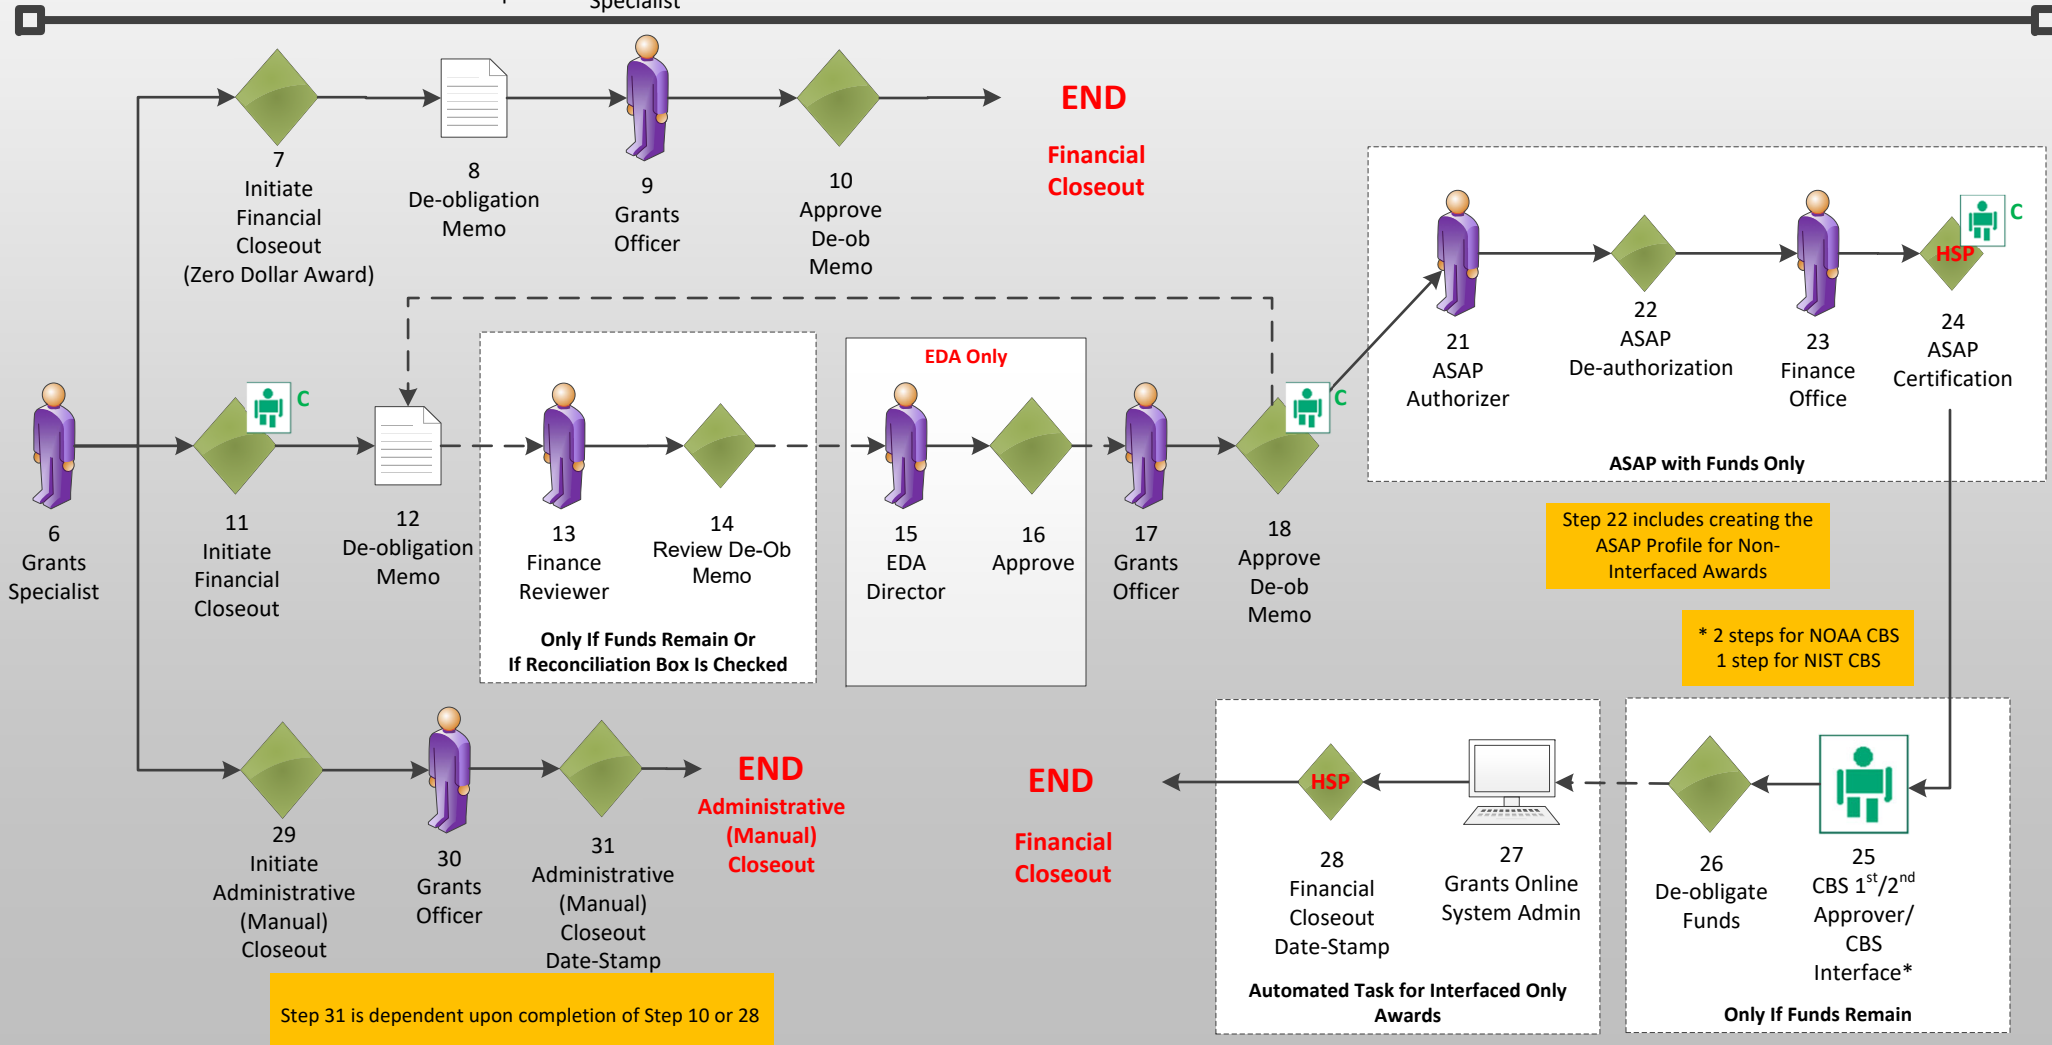 Specialist
7
Initiate
Financial
Closeout
(Zero Dollar Award)
8
De-obligation
Memo
9
Grants
Officer
10
Approve
De-ob
Memo
END
Financial
Closeout
C
HSP
21
ASAP
Authorizer
22
ASAP
De-authorization
23
Finance
Office
24
ASAP
Certification
ASAP with Funds Only
6
Grants
Specialist
C
11
Initiate
Financial
Closeout
12
De-obligation
Memo
13
Finance
Reviewer
14
Review De-Ob
Memo
Only If Funds Remain Or
If Reconciliation Box Is Checked
EDA Only
15
EDA
Director
16
Approve
17
Grants
Officer
C
18
Approve
De-ob
Memo
Step 22 includes creating the
ASAP Profile for Non-
Interfaced Awards
* 2 steps for NOAA CBS
1 step for NIST CBS
29
Initiate
Administrative
(Manual)
Closeout
30
Grants
Officer
31
Administrative
(Manual)
Closeout
Date-Stamp
END
Administrative
(Manual)
Closeout
Step 31 is dependent upon completion of Step 10 or 28
END
Financial
Closeout
HSP
28
Financial
Closeout
Date-Stamp
27
Grants Online
System Admin
Automated Task for Interfaced Only
Awards
26
De-obligate
Funds
25
CBS 1st/2nd
Approver/
CBS
Interface*
Only If Funds Remain